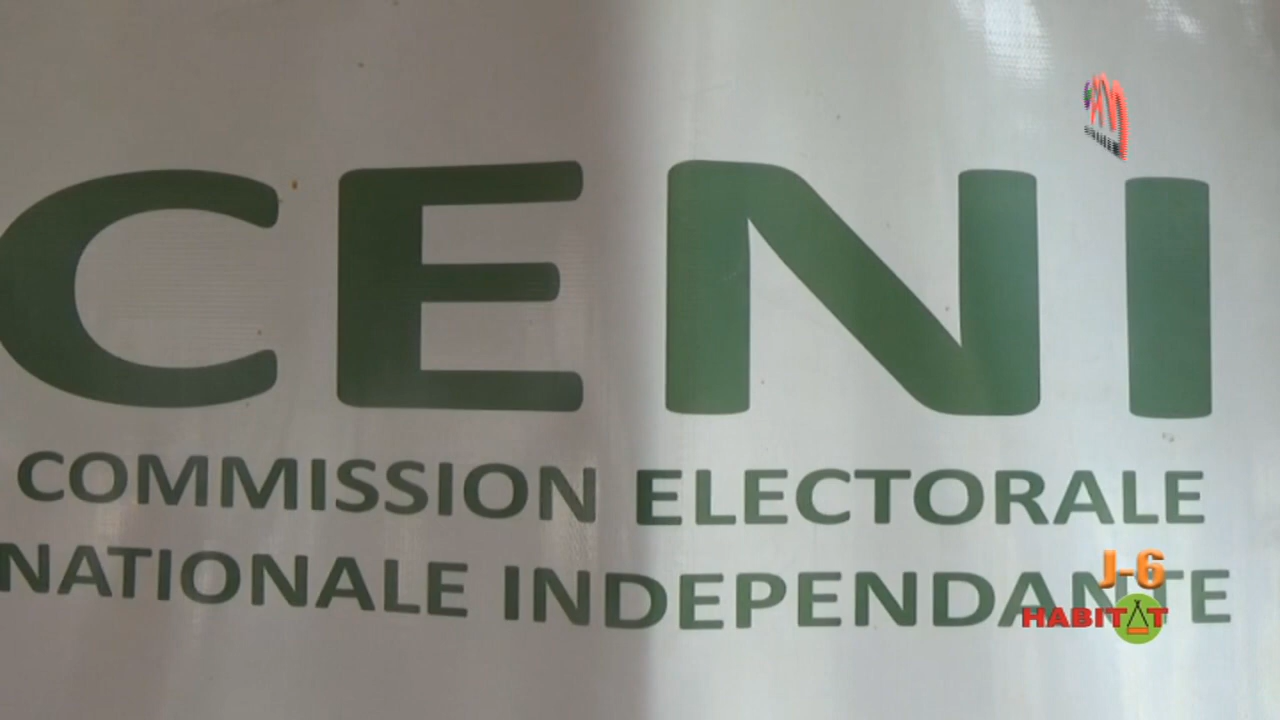 CENI
COMMISSION ELECTORALE
NATIONALE INDEPENDANTE
J-6
HABITAT